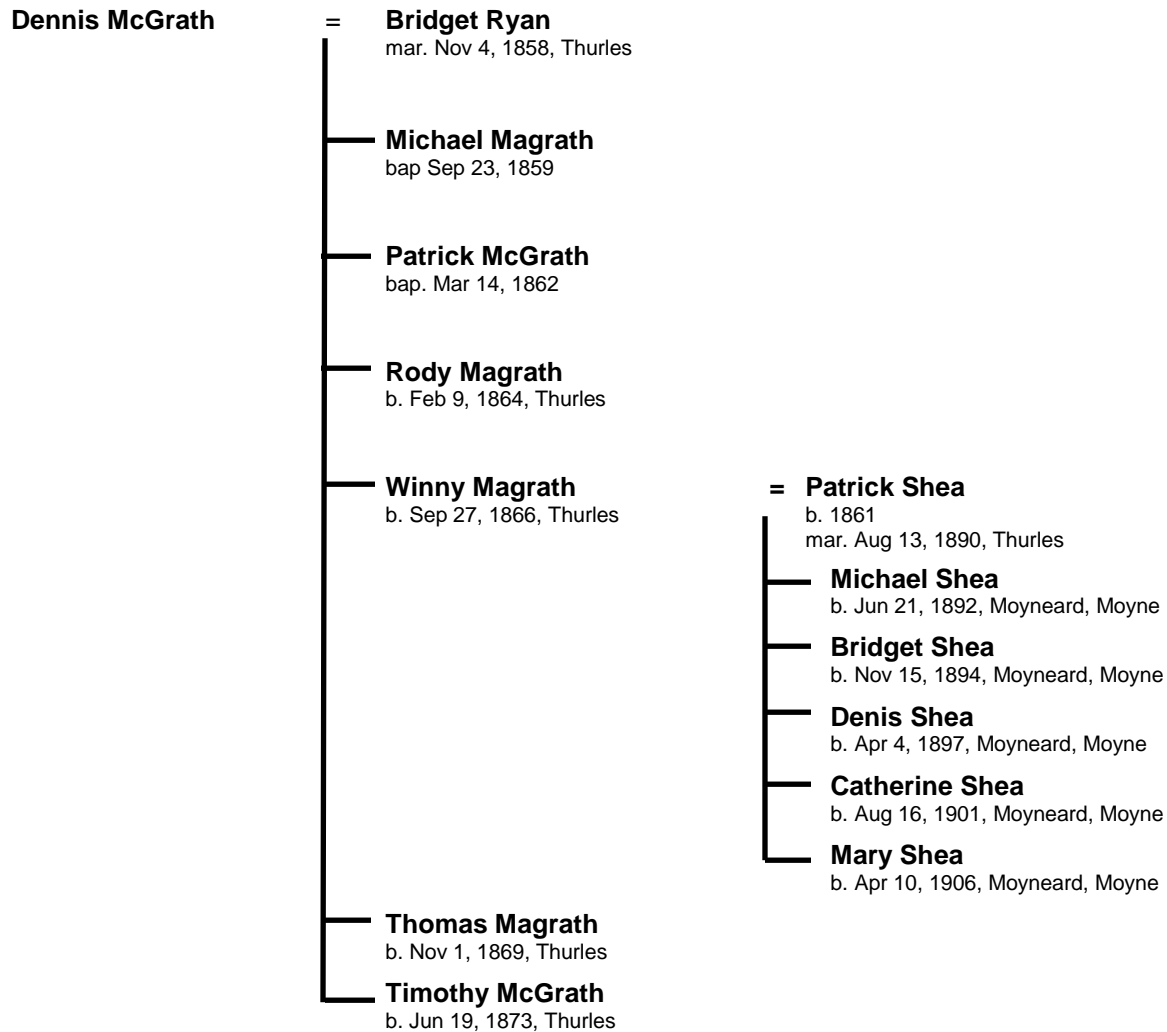 Dennis McGrath = Bridget Ryan
mar. Nov 4, 1858, Thurles
Michael Magrath
bap Sep 23, 1859
Patrick McGrath
bap. Mar 14, 1862
Rody Magrath
b. Feb 9, 1864, Thurles
Winny Magrath = Patrick Shea
b. Sep 27, 1866, Thurles b. 1861
mar. Aug 13, 1890, Thurles
Michael Shea
b. Jun 21, 1892, Moyneard, Moyne
Bridget Shea
b. Nov 15, 1894, Moyneard, Moyne
Denis Shea
b. Apr 4, 1897, Moyneard, Moyne
Catherine Shea
b. Aug 16, 1901, Moyneard, Moyne
Mary Shea
b. Apr 10, 1906, Moyneard, Moyne
Thomas Magrath
b. Nov 1, 1869, Thurles
Timothy McGrath
b. Jun 19, 1873, Thurles